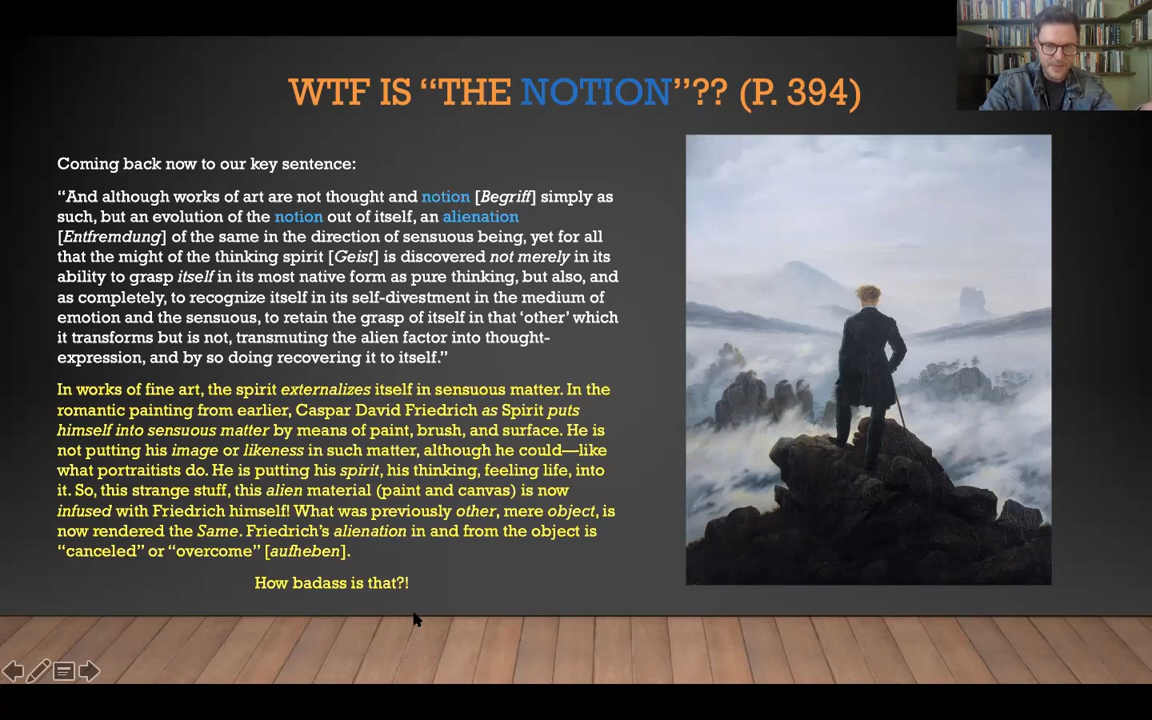 WTF IS “THE NOTION”?? (P. 394)
Coming back now to our key sentence:
“And although works of art are not thought and notion [Begriff] simply as
such, but an evolution of the notion out of itself, an alienation
[Entfremdung] of the same in the direction of sensuous being, yet for all
that the might of the thinking spirit [Geist] is discovered not merely in its
ability to grasp itself in its most native form as pure thinking, but also, and
as completely, to recognize itself in its self-divestment in the medium of
emotion and the sensuous, to retain the grasp of itself in that ‘other’ which
it transforms but is not, transmuting the alien factor into thought-
expression, and by so doing recovering it to itself.”
In works of fine art, the spirit externalizes itself in sensuous matter. In the
romantic painting from earlier, Caspar David Friedrich as Spirit puts
himself into sensuous matter by means of paint, brush, and surface. He is
not putting his image or likeness in such matter, although he could—like
what portraitists do. He is putting his spirit, his thinking, feeling life, into
it. So, this strange stuff, this alien material (paint and canvas) is now
infused with Friedrich himself! What was previously other, mere object, is
now rendered the Same. Friedrich’s alienation in and from the object is
“canceled” or “overcome” [aufheben].
How badass is that?!